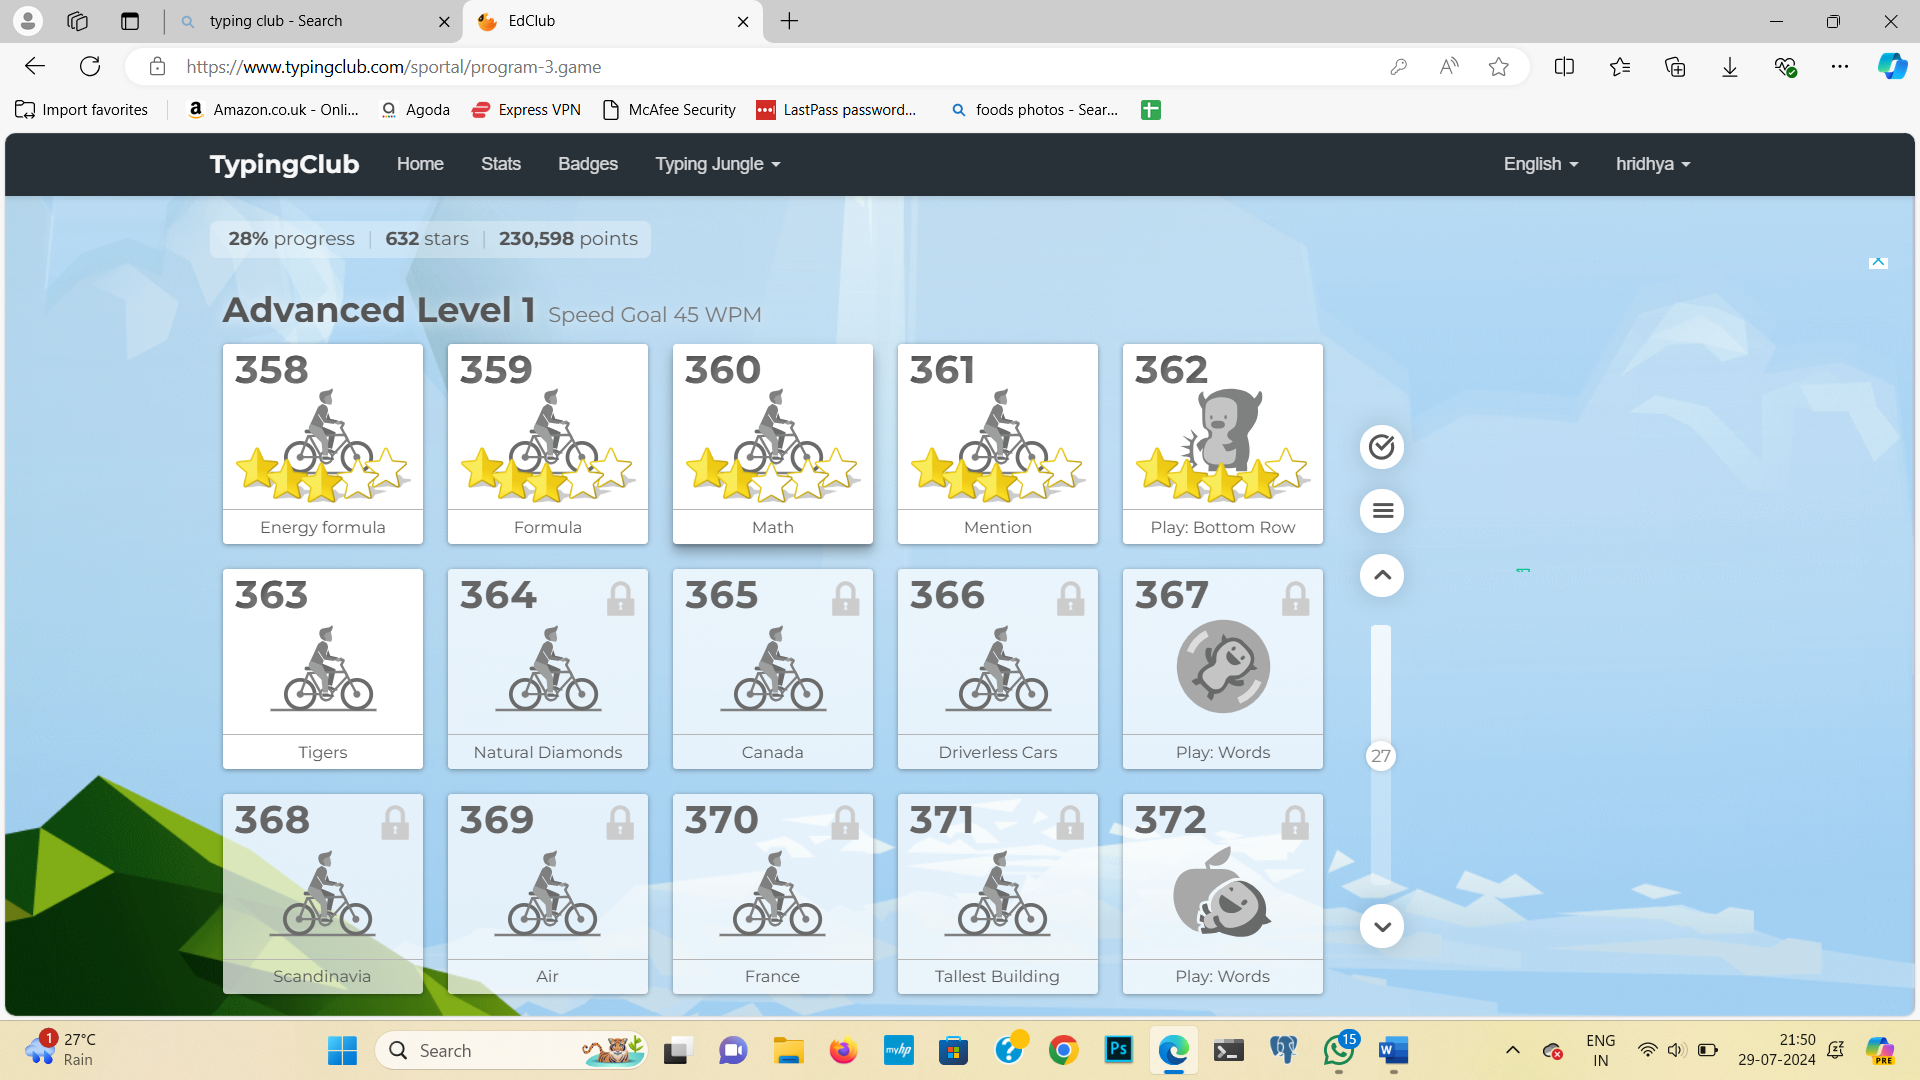 typing club - Search
EdClub
https://www.typingclub.com/sportal/program-3.game
Import favorites
Amazon.co.uk - Onli...
Agoda
Express VPN
McAfee Security
LastPass password...
foods photos - Sear...
TypingClub
Home
Stats
Badges
Typing Jungle
English
hridhya
28% progress
632 stars
230,598 points
Advanced Level 1 Speed Goal 45 WPM
358
Energy formula
359
Formula
360
Math
361
Mention
362
Play: Bottom Row
363
Tigers
364
Natural Diamonds
365
Canada
366
Driverless Cars
367
Play: Words
27
368
Scandinavia
369
Air
370
France
371
Tallest Building
372
Play: Words
1
27°C
Rain
Search
myhp
Ps
15
W
ENG
IN
21:50
29-07-2024
PRE